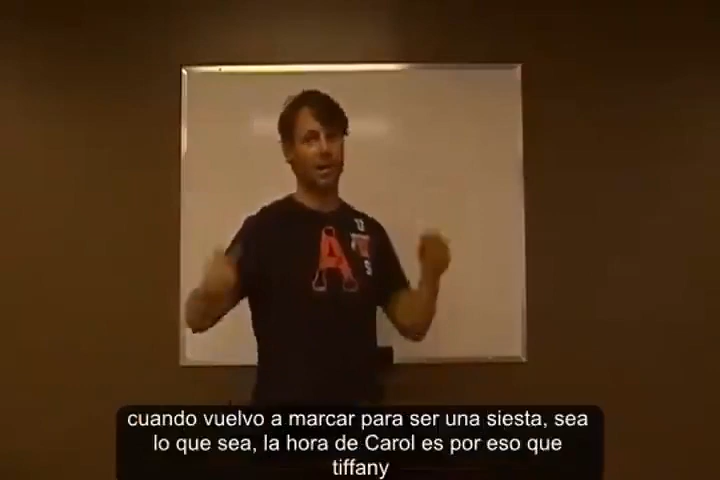 A
U
S
cuando vuelvo a marcar para ser una siesta, sea
lo que sea, la hora de Carol es por eso que
tiffany